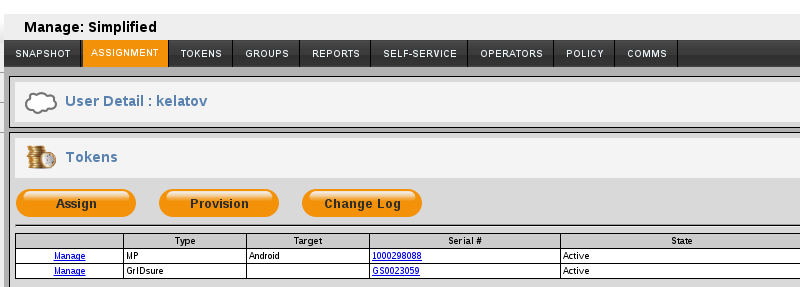 Manage: Simplified
SNAPSHOT ASSIGNMENT TOKENS GROUPS REPORTS SELF-SERVICE OPERATORS POLICY COMMS
User Detail : kelatov
Tokens
Assign Provision Change Log
Type Target Serial # State
Manage MP Android 1000298088 Active
Manage GrIDsure GS0023059 Active